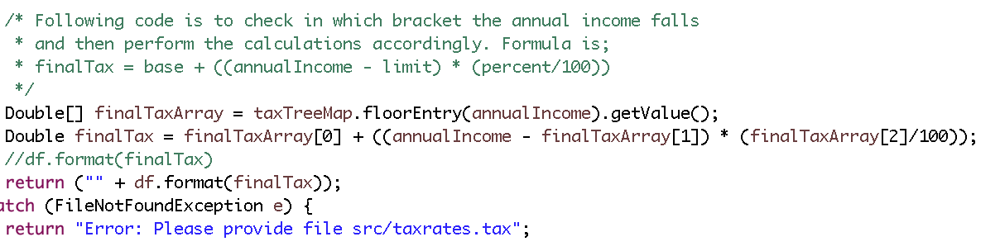 /* Following code is to check in which bracket the annual income falls
* and then perform the calculations accordingly. Formula is;
* finalTax = base + ((annualIncome - limit) * (percent/100))
*/
Double[] finalTaxArray = taxTreeMap.floorEntry(annualIncome).getValue();
Double finalTax = finalTaxArray[0] + ((annualIncome - finalTaxArray[1]) * (finalTaxArray[2]/100));
//df.format(finalTax)
return ("" + df.format(finalTax));
atch (FileNotFoundException e) {
return "Error: Please provide file src/taxrates.tax";